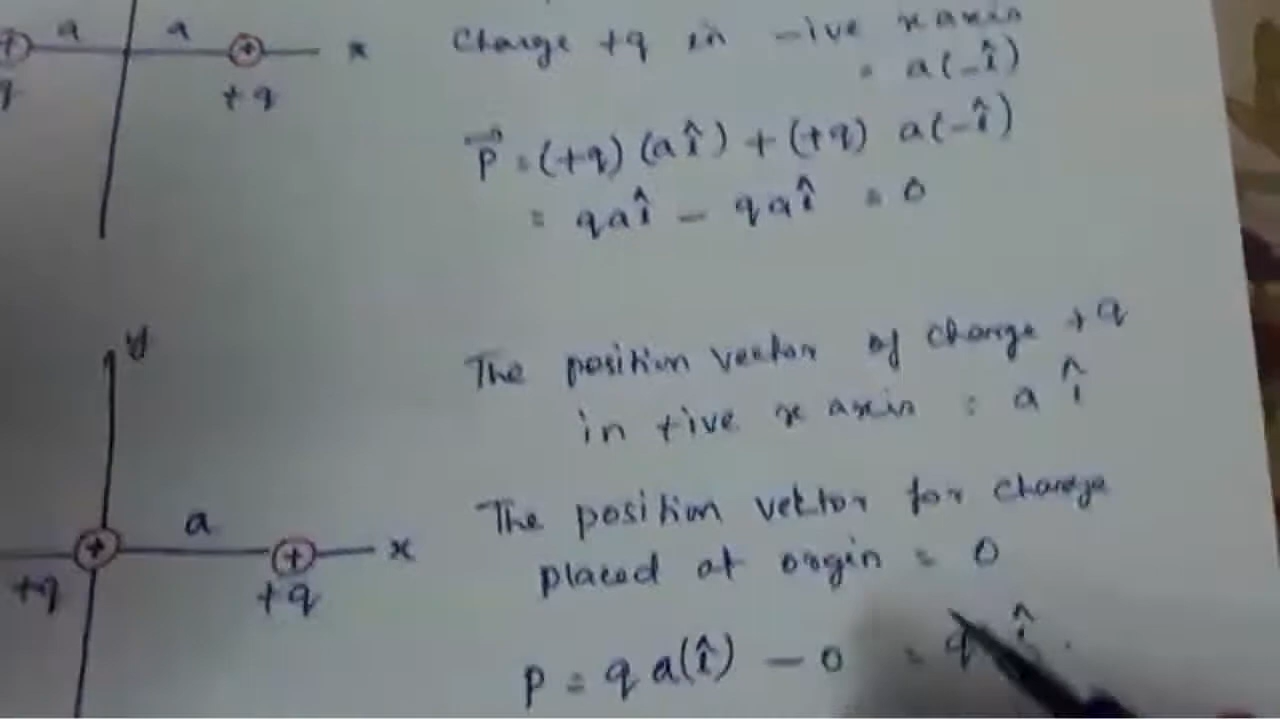 a a x
+q
Charge +q in -ive x axis
= a(-î)
p⃗ = (+q) (aî) + (+q) a(-î)
= qaî - qaî = 0
y
The position vector of charge +q
in +ive x axis = a î
The position vector for charge
placed at origin = 0
a x
+q +q
p = q a(î) - 0 = q î